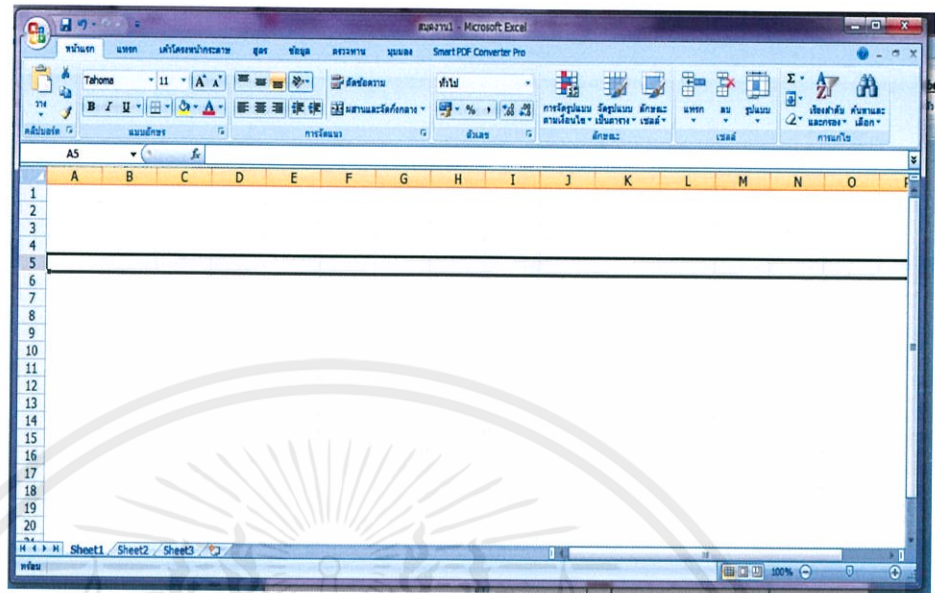 สมุดงาน1 - Microsoft Excel
หน้าแรก แทรก เค้าโครงหน้ากระดาษ สูตร ข้อมูล ตรวจทาน มุมมอง Smart PDF Converter Pro
Tahoma 11 ตัดข้อความ ทั่วไป
วาง B I U ผสานและจัดกึ่งกลาง % การจัดรูปแบบ จัดรูปแบบ ลักษณะ แทรก ลบ รูปแบบ เรียงลำดับ ค้นหาและ
ตามเงื่อนไข เป็นตาราง เซลล์ และกรอง เลือก
คลิปบอร์ด แบบอักษร การจัดแนว ตัวเลข ลักษณะ เซลล์ การแก้ไข
A5 fx
A B C D E F G H I J K L M N O P
1
2
3
4
5
6
7
8
9
10
11
12
13
14
15
16
17
18
19
20
Sheet1 Sheet2 Sheet3
พร้อม 100%